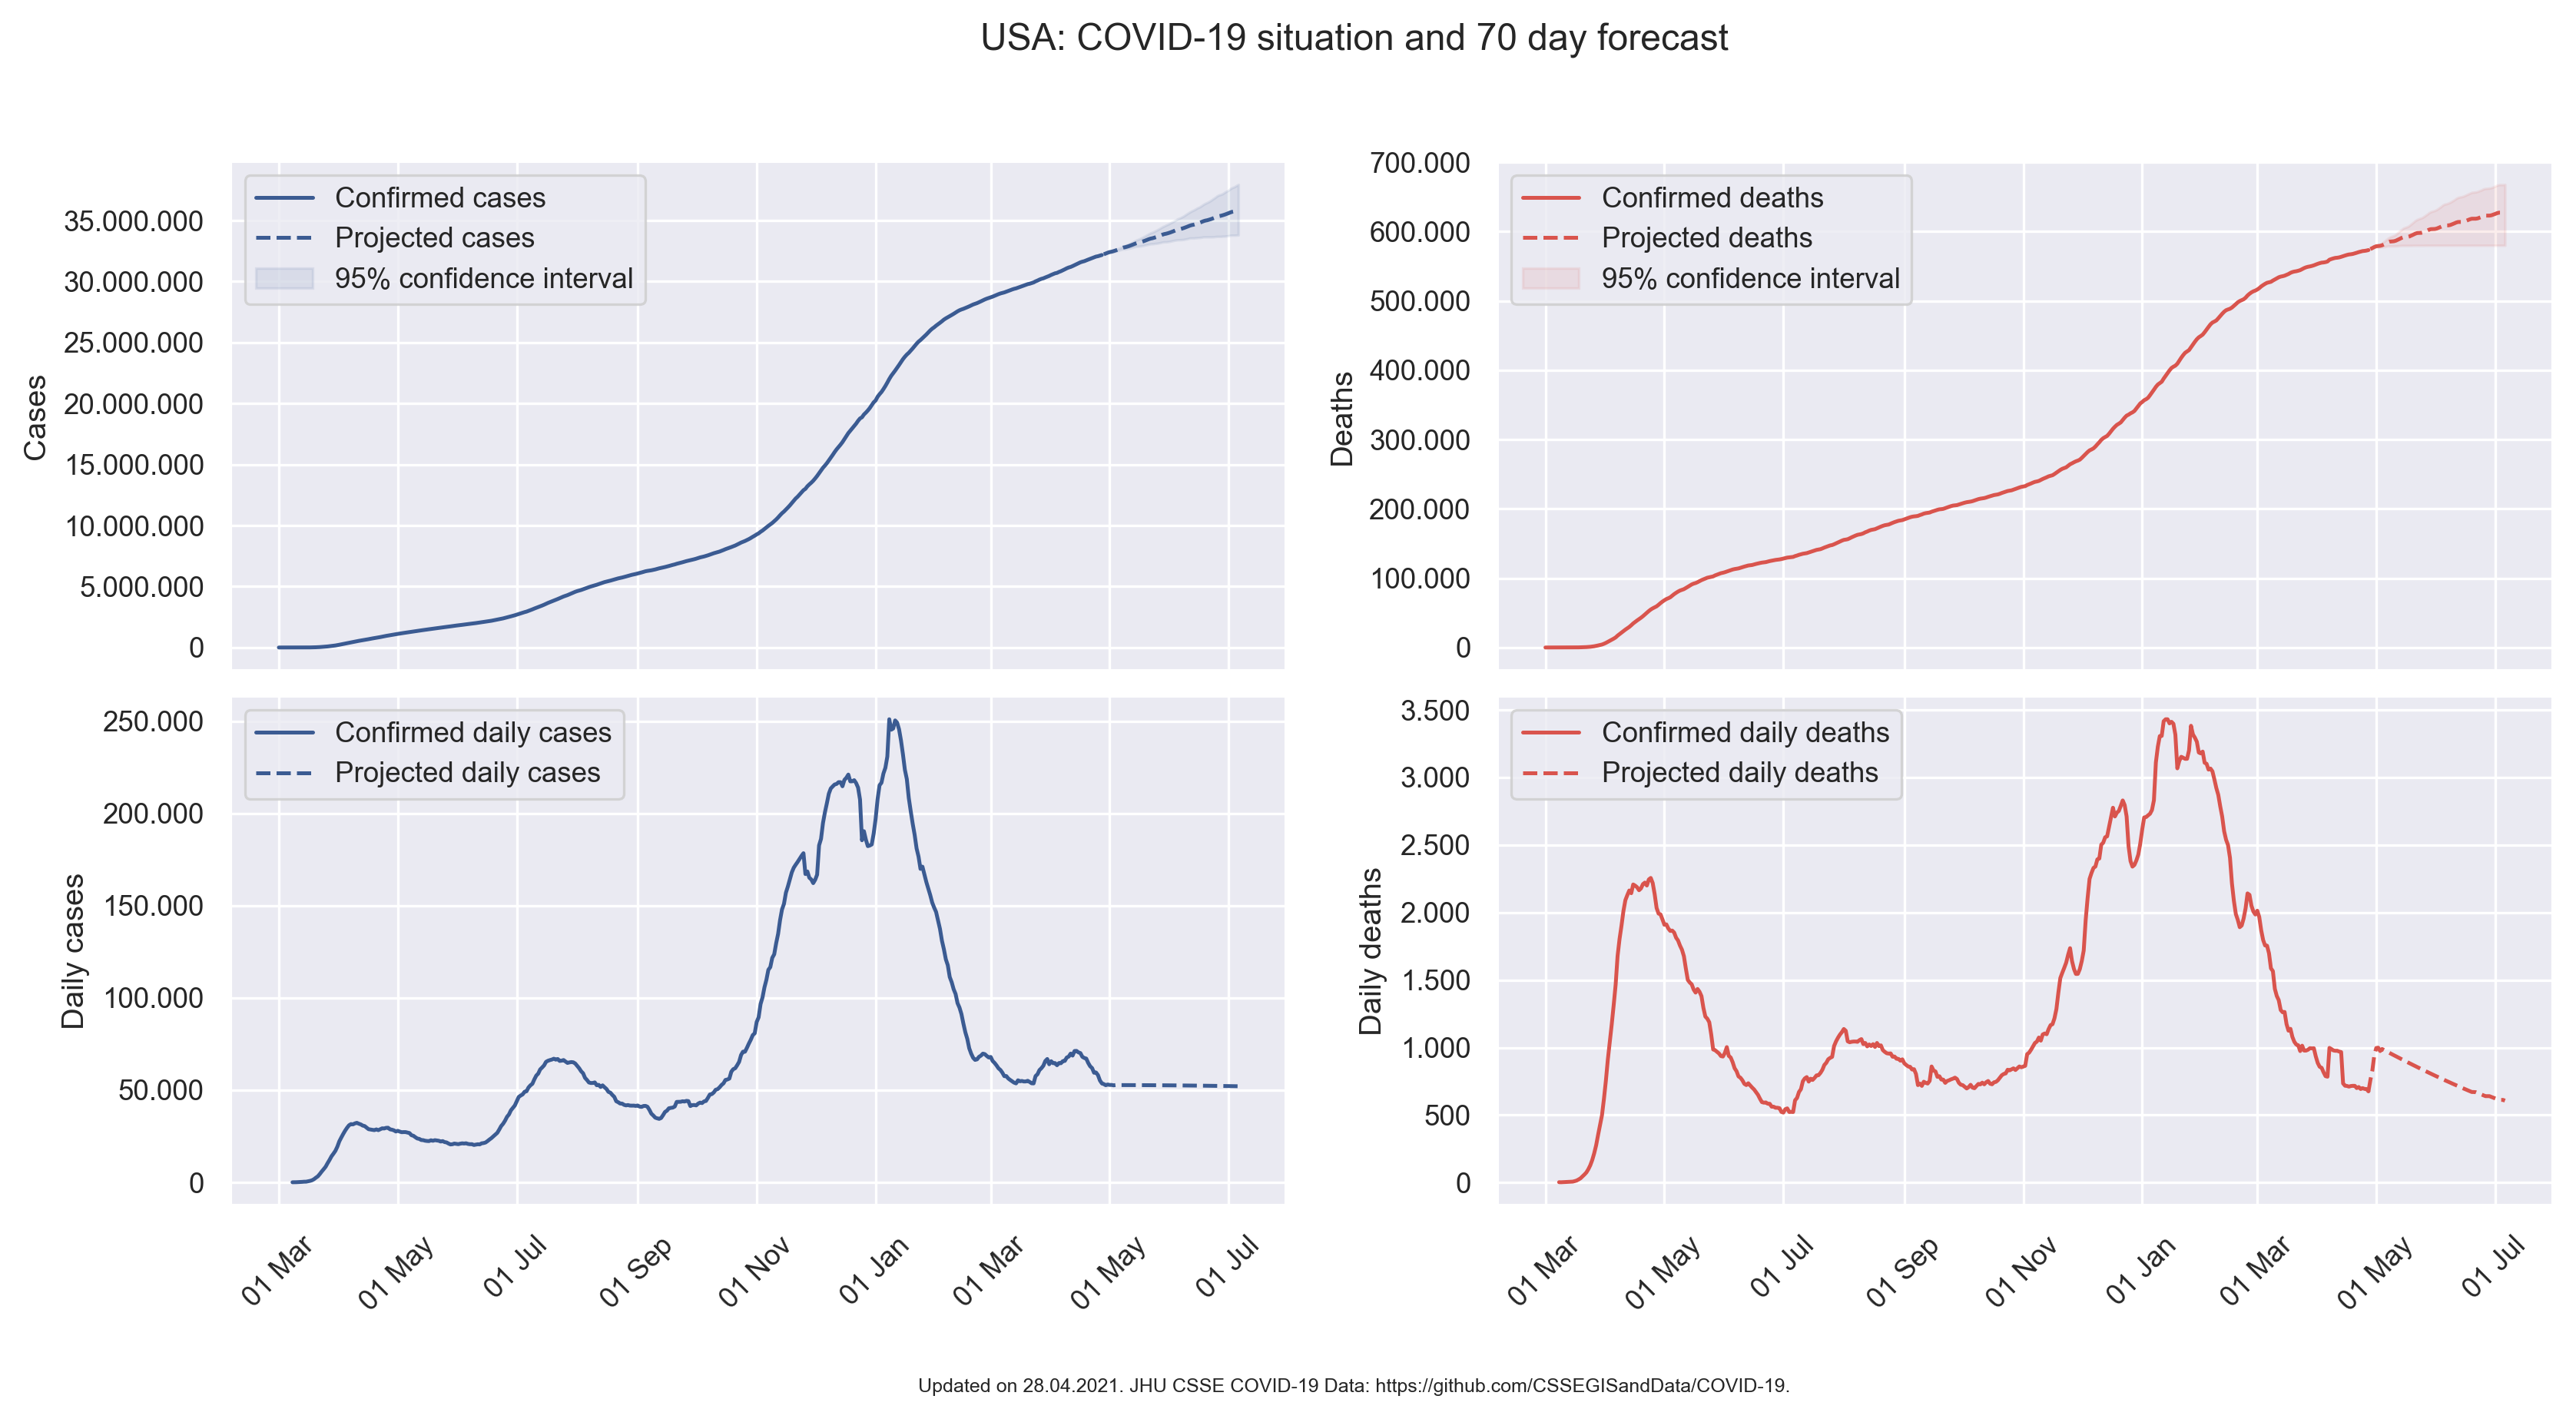 USA: COVID-19 situation and 70 day forecast
Confirmed cases
Projected cases
95% confidence interval
Cases
35.000.000
30.000.000
25.000.000
20.000.000
15.000.000
10.000.000
5.000.000
0
Confirmed deaths
Projected deaths
95% confidence interval
Deaths
700.000
600.000
500.000
400.000
300.000
200.000
100.000
0
Confirmed daily cases
Projected daily cases
Daily cases
250.000
200.000
150.000
100.000
50.000
0
01 Mar
01 May
01 Jul
01 Sep
01 Nov
01 Jan
01 Mar
01 May
01 Jul
Confirmed daily deaths
Projected daily deaths
Daily deaths
3.500
3.000
2.500
2.000
1.500
1.000
500
0
01 Mar
01 May
01 Jul
01 Sep
01 Nov
01 Jan
01 Mar
01 May
01 Jul
Updated on 28.04.2021. JHU CSSE COVID-19 Data: https://github.com/CSSEGISandData/COVID-19.